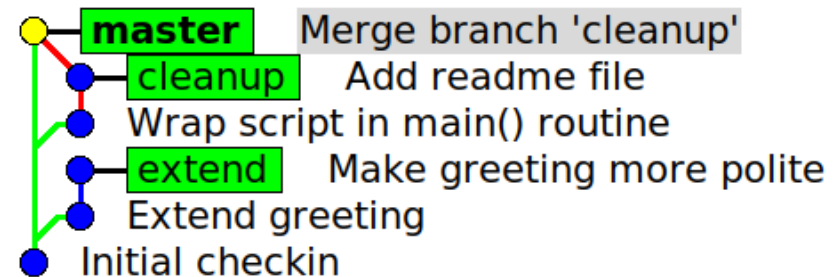 master Merge branch 'cleanup'
cleanup Add readme file
Wrap script in main() routine
extend Make greeting more polite
Extend greeting
Initial checkin